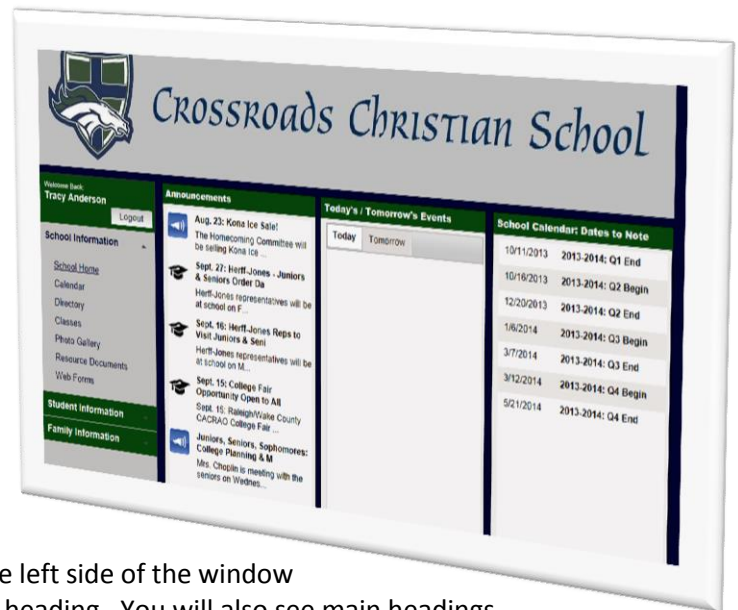 Crossroads Christian School
Welcome Back
Tracy Anderson
Logout
School Information
School Home
Calendar
Directory
Classes
Photo Gallery
Resource Documents
Web Forms
Student Information
Family Information
Announcements
Aug. 23: Kona Ice Sale!
The Homecoming Committee will
be selling Kona Ice ...
Sept. 27: Herff-Jones - Juniors
& Seniors Order Da
Herff-Jones representatives will be
at school on F...
Sept. 16: Herff-Jones Reps to
Visit Juniors & Seni
Herff-Jones representatives will be
at school on M...
Sept. 15: College Fair
Opportunity Open to All
Sept. 15: Raleigh/Wake County
CACRAO College Fair ...
Juniors, Seniors, Sophomores:
College Planning & M
Mrs. Choplin is meeting with the
seniors on Wednes...
Today's / Tomorrow's Events
Today Tomorrow
School Calendar: Dates to Note
10/11/2013 2013-2014: Q1 End
10/16/2013 2013-2014: Q2 Begin
12/20/2013 2013-2014: Q2 End
1/6/2014 2013-2014: Q3 Begin
3/7/2014 2013-2014: Q3 End
3/12/2014 2013-2014: Q4 Begin
5/21/2014 2013-2014: Q4 End
e left side of the window
heading. You will also see main headings